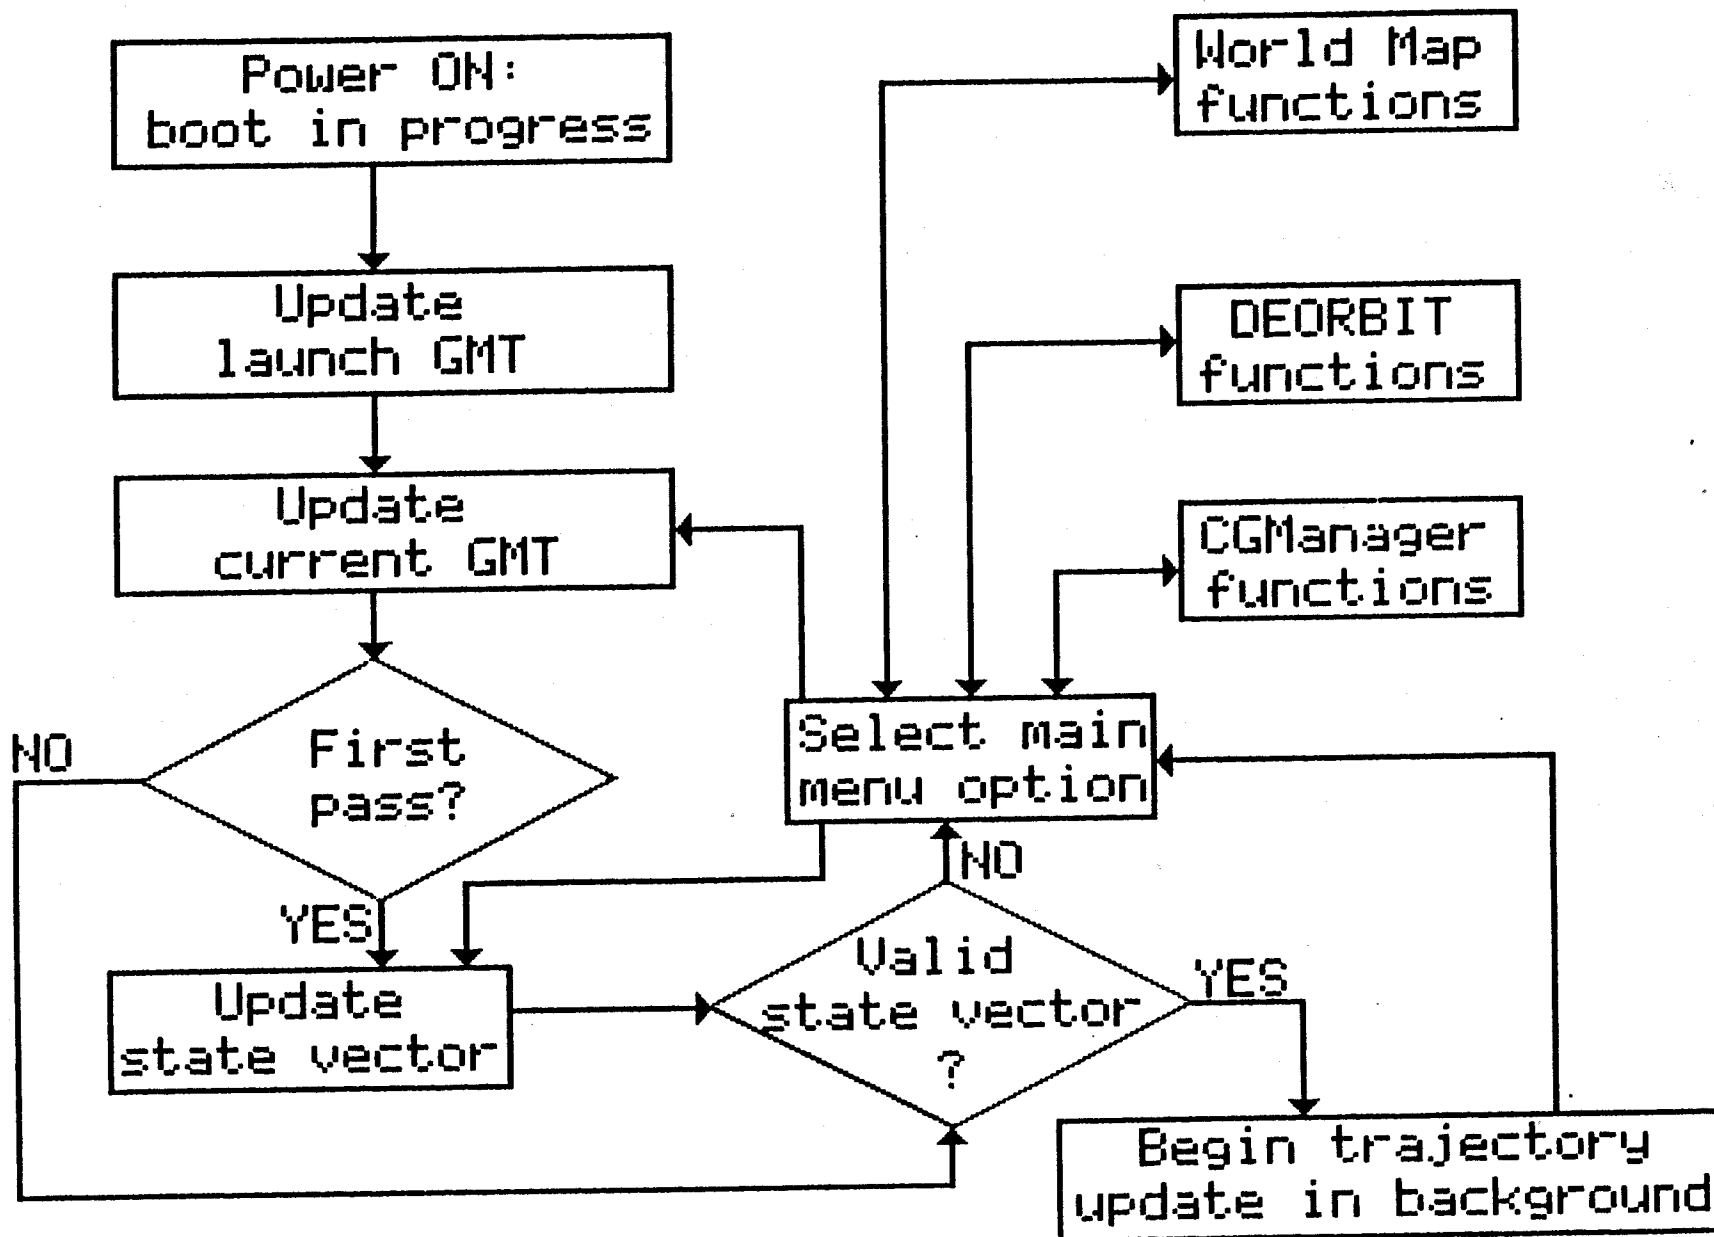 Power ON:
boot in progress
World Map
functions
Update
launch GMT
DEORBIT
functions
Update
current GMT
CGManager
functions
First
pass?
NO
YES
Select main
menu option
Update
state vector
Valid
state vector
?
NO
YES
Begin trajectory
update in background